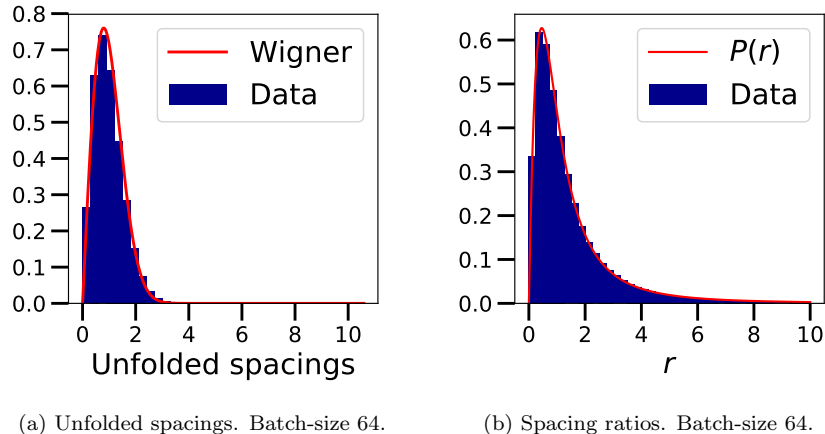 0.8
0.7
0.6
0.5
0.4
0.3
0.2
0.1
0.0
0 2 4 6 8 10
Unfolded spacings
Wigner
Data
(a) Unfolded spacings. Batch-size 64.
0.6
0.5
0.4
0.3
0.2
0.1
0.0
0 2 4 6 8 10
r
P(r)
Data
(b) Spacing ratios. Batch-size 64.